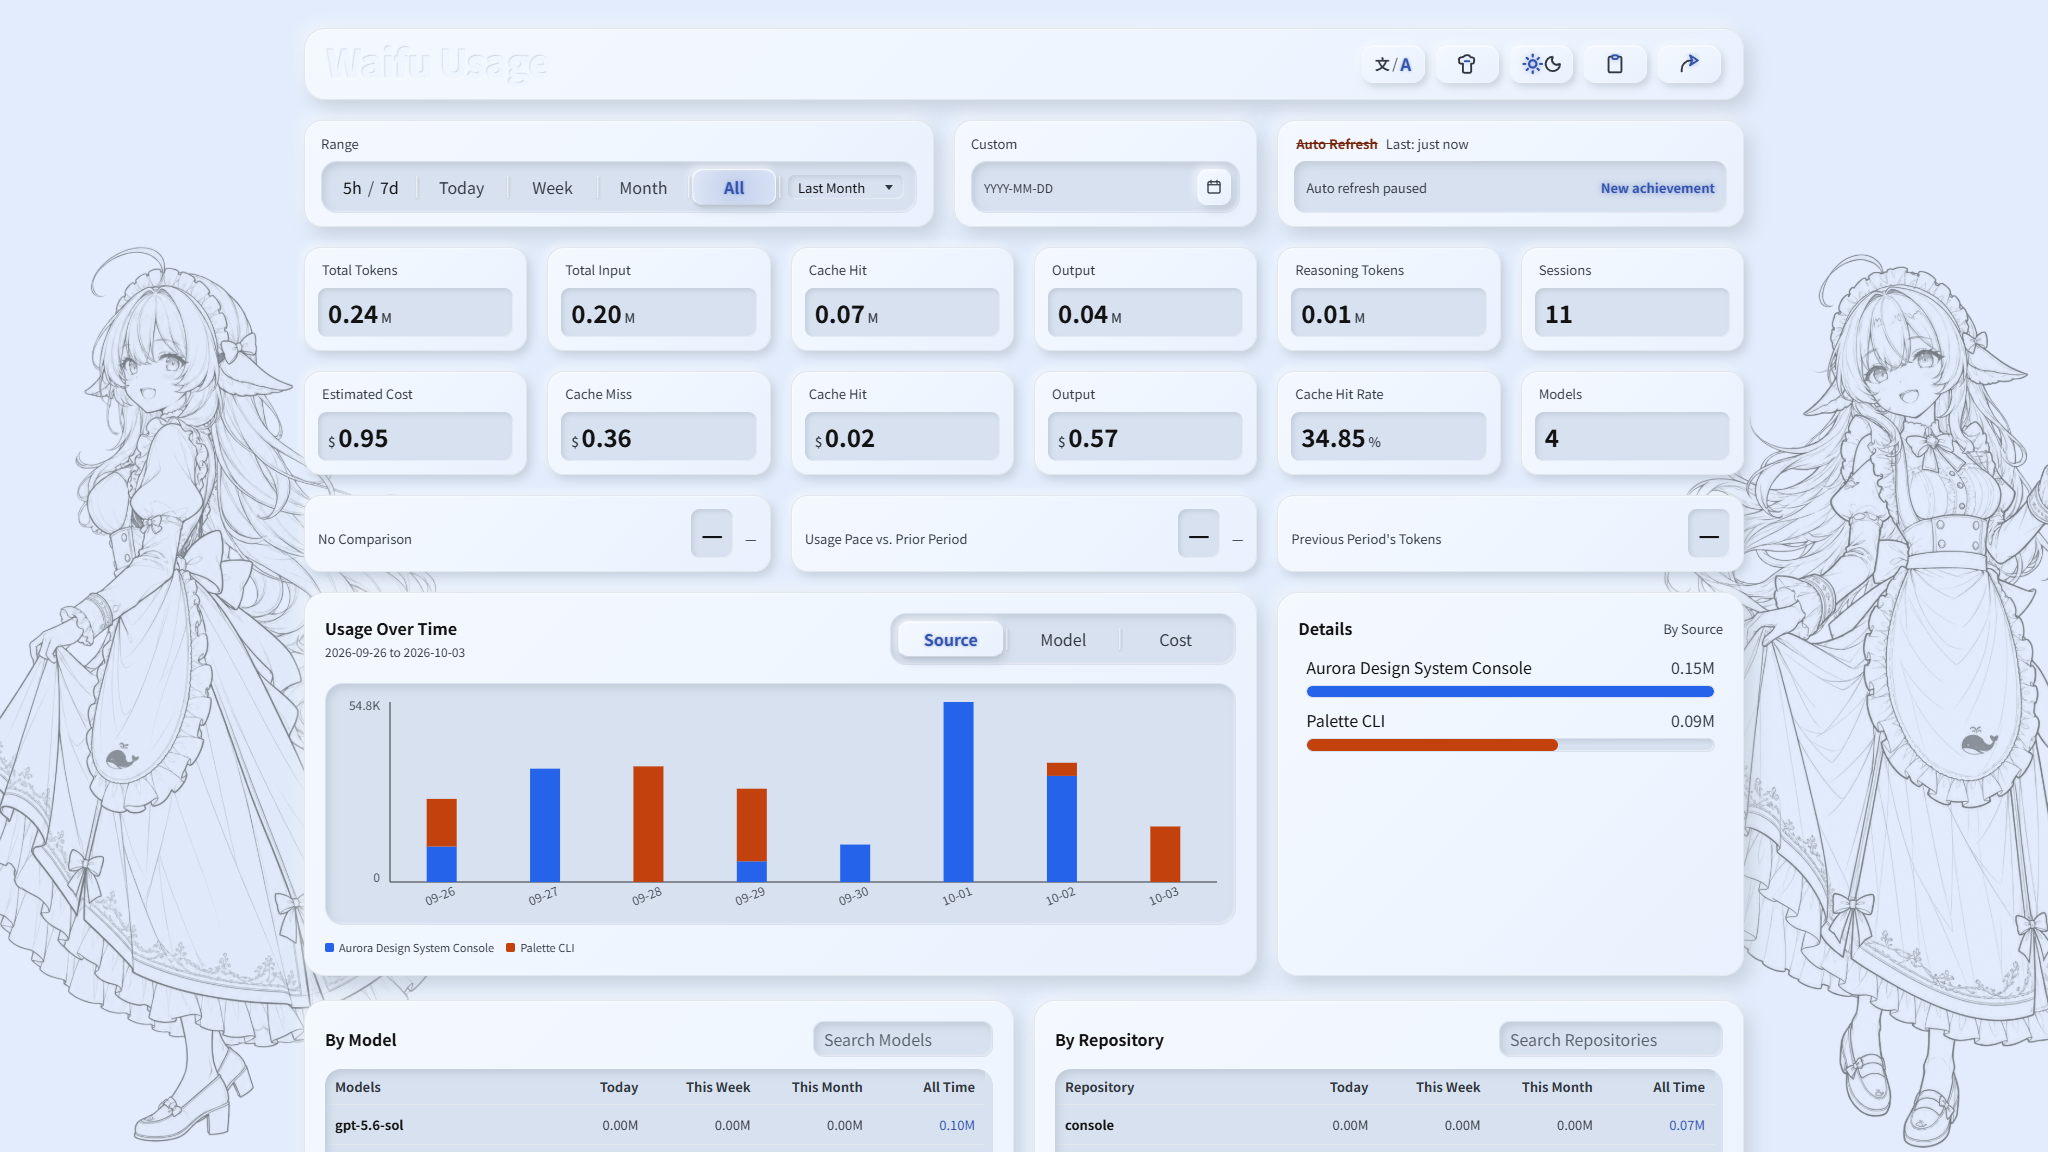 Waifu Usage
文/A
Range
5h / 7d Today Week Month All Last Month
Custom
YYYY-MM-DD
Auto Refresh Last: just now
Auto refresh paused New achievement
Total Tokens
0.24 M
Total Input
0.20 M
Cache Hit
0.07 M
Output
0.04 M
Reasoning Tokens
0.01 M
Sessions
11
Estimated Cost
$ 0.95
Cache Miss
$ 0.36
Cache Hit
$ 0.02
Output
$ 0.57
Cache Hit Rate
34.85 %
Models
4
No Comparison — —
Usage Pace vs. Prior Period — —
Previous Period's Tokens —
Usage Over Time
2026-09-26 to 2026-10-03
Source Model Cost
54.8K
0
09-26 09-27 09-28 09-29 09-30 10-01 10-02 10-03
Aurora Design System Console Palette CLI
Details By Source
Aurora Design System Console 0.15M
Palette CLI 0.09M
By Model Search Models
Models Today This Week This Month All Time
gpt-5.6-sol 0.00M 0.00M 0.00M 0.10M
By Repository Search Repositories
Repository Today This Week This Month All Time
console 0.00M 0.00M 0.00M 0.07M